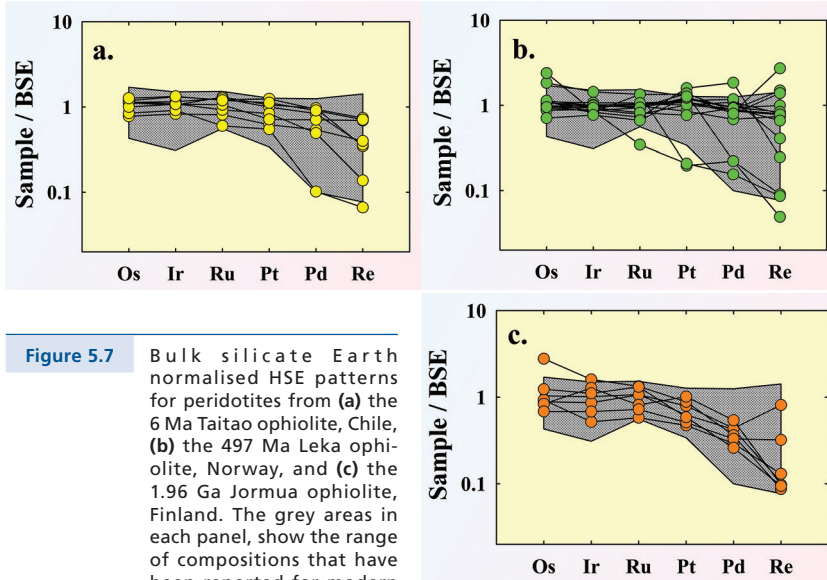 a.
10
1
0.1
Sample / BSE
Os Ir Ru Pt Pd Re
b.
10
1
0.1
Sample / BSE
Os Ir Ru Pt Pd Re
Figure 5.7
Bulk silicate Earth
normalised HSE patterns
for peridotites from (a) the
6 Ma Taitao ophiolite, Chile,
(b) the 497 Ma Leka ophi-
olite, Norway, and (c) the
1.96 Ga Jormua ophiolite,
Finland. The grey areas in
each panel, show the range
of compositions that have
been reported for modern
c.
10
1
0.1
Sample / BSE
Os Ir Ru Pt Pd Re